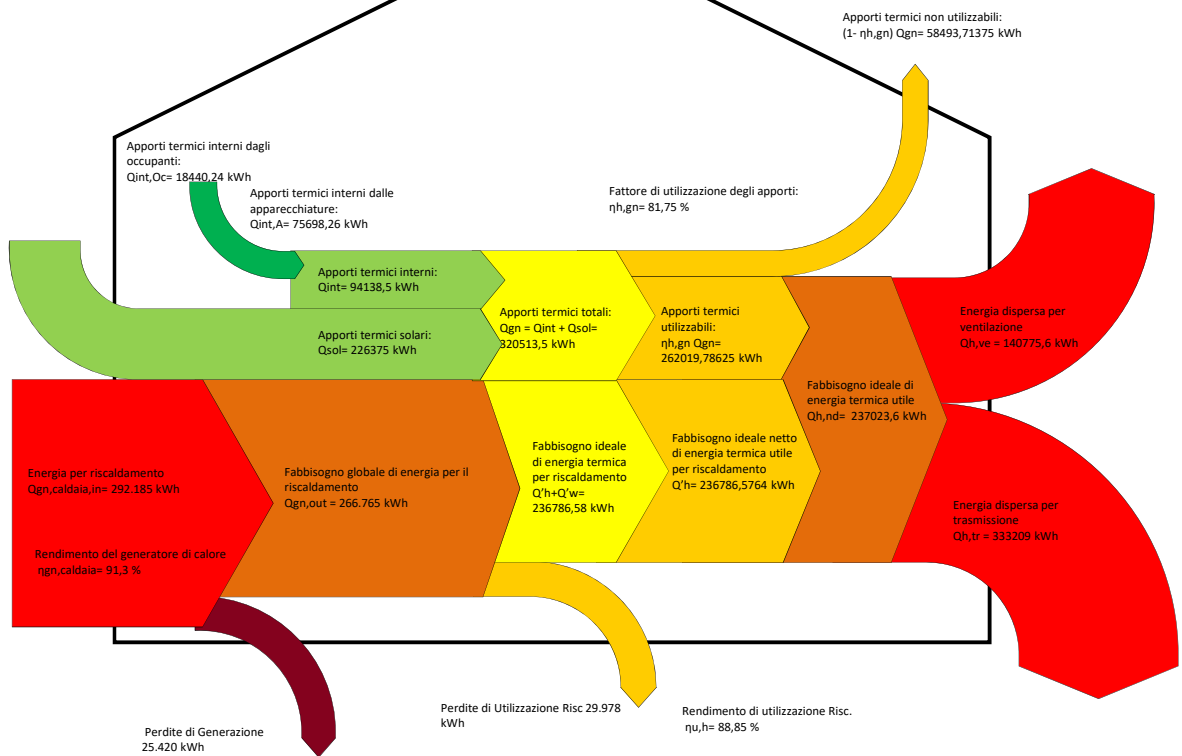 Apporti termici non utilizzabili:
(1- ηh,gn) Qgn= 58493,71375 kWh
Apporti termici interni dagli
occupanti:
Qint,Oc= 18440,24 kWh
Apporti termici interni dalle
apparecchiature:
Qint,A= 75698,26 kWh
Fattore di utilizzazione degli apporti:
ηh,gn= 81,75 %
Apporti termici interni:
Qint= 94138,5 kWh
Apporti termici solari:
Qsol= 226375 kWh
Apporti termici totali:
Qgn = Qint + Qsol=
320513,5 kWh
Apporti termici
utilizzabili:
ηh,gn Qgn=
262019,78625 kWh
Energia dispersa per
ventilazione
Qh,ve = 140775,6 kWh
Fabbisogno ideale di
energia termica utile
Qh,nd= 237023,6 kWh
Energia per riscaldamento
Qgn,caldaia,in= 292.185 kWh
Fabbisogno globale di energia per il
riscaldamento
Qgn,out = 266.765 kWh
Fabbisogno ideale
di energia termica
per riscaldamento
Q'h+Q'w=
236786,58 kWh
Fabbisogno ideale netto
di energia termica utile
per riscaldamento
Q'h= 236786,5764 kWh
Energia dispersa per
trasmissione
Qh,tr = 333209 kWh
Rendimento del generatore di calore
ηgn,caldaia= 91,3 %
Perdite di Generazione
25.420 kWh
Perdite di Utilizzazione Risc 29.978
kWh
Rendimento di utilizzazione Risc.
ηu,h= 88,85 %